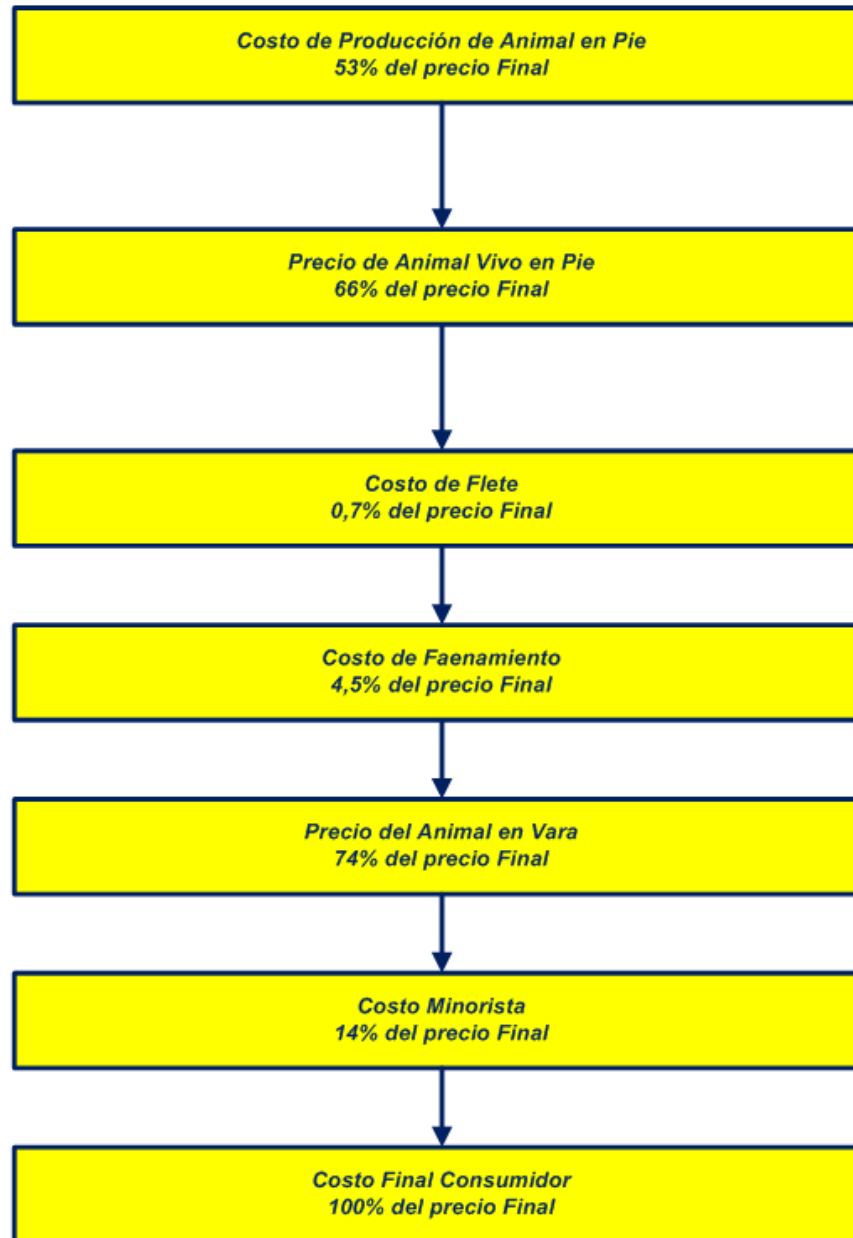 Costo de Producción de Animal en Pie
53% del precio Final
Precio de Animal Vivo en Pie
66% del precio Final
Costo de Flete
0,7% del precio Final
Costo de Faenamiento
4,5% del precio Final
Precio del Animal en Vara
74% del precio Final
Costo Minorista
14% del precio Final
Costo Final Consumidor
100% del precio Final